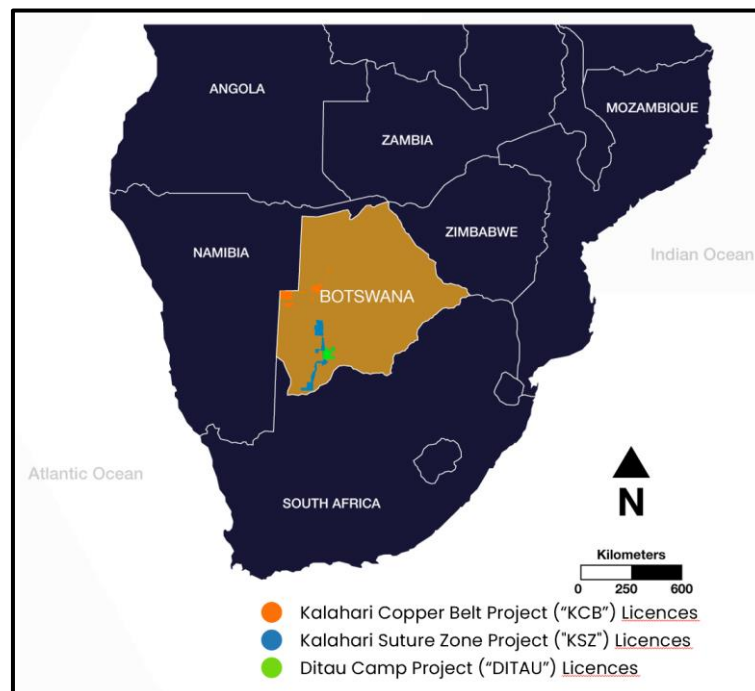 ANGOLA
MOZAMBIQUE
ZAMBIA
ZIMBABWE
NAMIBIA
Indian Ocean
BOTSWANA
Atlantic Ocean
SOUTH AFRICA
N
Kilometers
0 250 600
Kalahari Copper Belt Project (“KCB”) Licences
Kalahari Suture Zone Project ("KSZ") Licences
Ditau Camp Project (“DITAU”) Licences